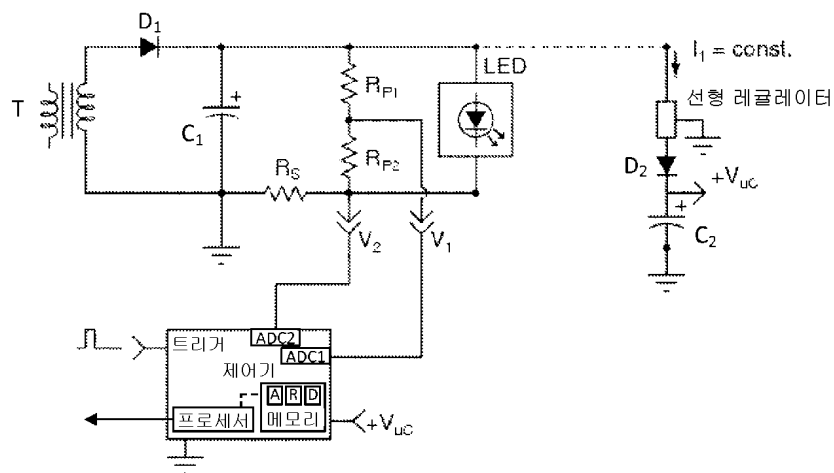 D1
I1 = const.
LED
T
C1
RP1
선형 레귤레이터
RP2
D2
RS
+VuC
V2
V1
C2
트리거
ADC2
ADC1
제어기
A R D
프로세서
메모리
+VuC